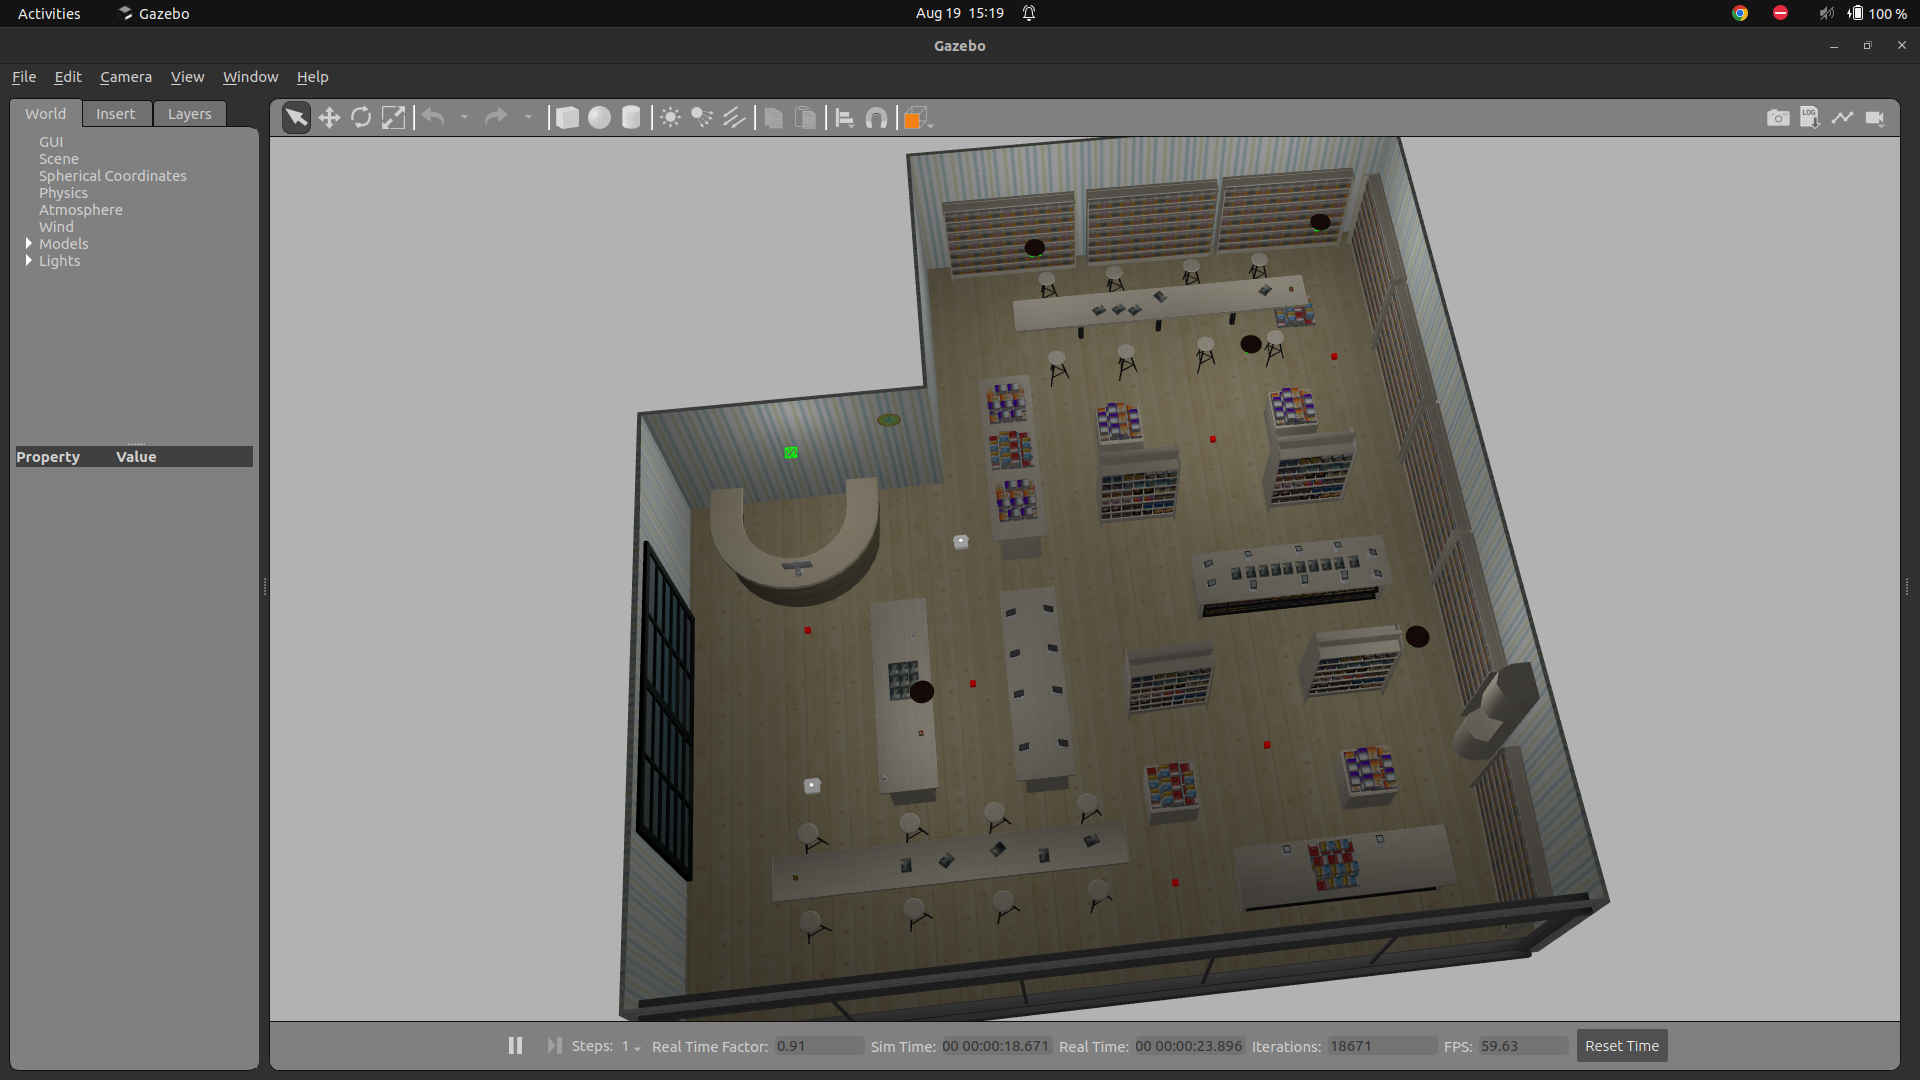 Activities Gazebo Aug 19 15:19 100 %
Gazebo
File Edit Camera View Window Help
World Insert Layers
LOG
GUI
Scene
Spherical Coordinates
Physics
Atmosphere
Wind
Models
Lights
Property Value
Steps: 1 Real Time Factor: 0.91 Sim Time: 00 00:00:18.671 Real Time: 00 00:00:23.896 Iterations: 18671 FPS: 59.63 Reset Time